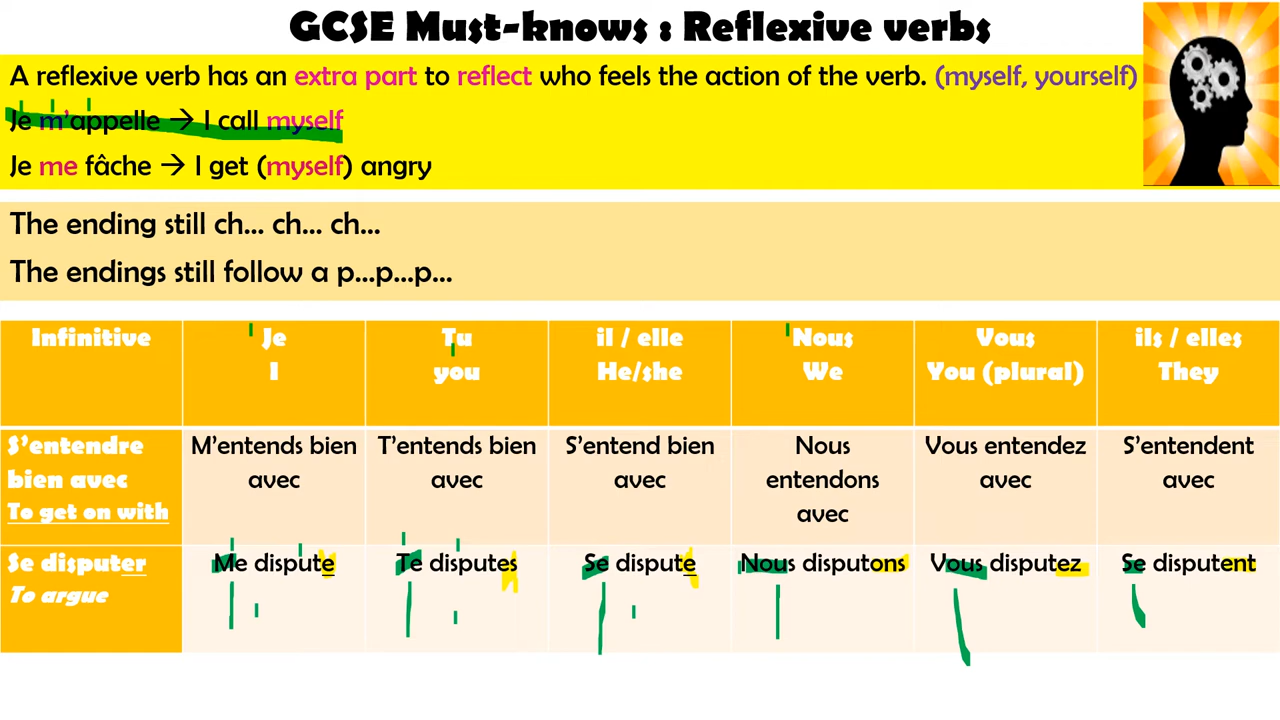 GCSE Must-knows : Reflexive verbs
A reflexive verb has an extra part to reflect who feels the action of the verb. (myself, yourself)
Je m'appelle → I call myself
Je me fâche → I get (myself) angry
The ending still ch... ch... ch...
The endings still follow a p...p...p...
Infinitive
Je
I
Tu
you
il / elle
He/she
Nous
We
Vous
You (plural)
ils / elles
They
S'entendre
bien avec
To get on with
M'entends bien
avec
T'entends bien
avec
S'entend bien
avec
Nous
entendons
avec
Vous entendez
avec
S'entendent
avec
Se disputer
To argue
Me dispute
Te disputes
Se dispute
Nous disputons
Vous disputez
Se disputent